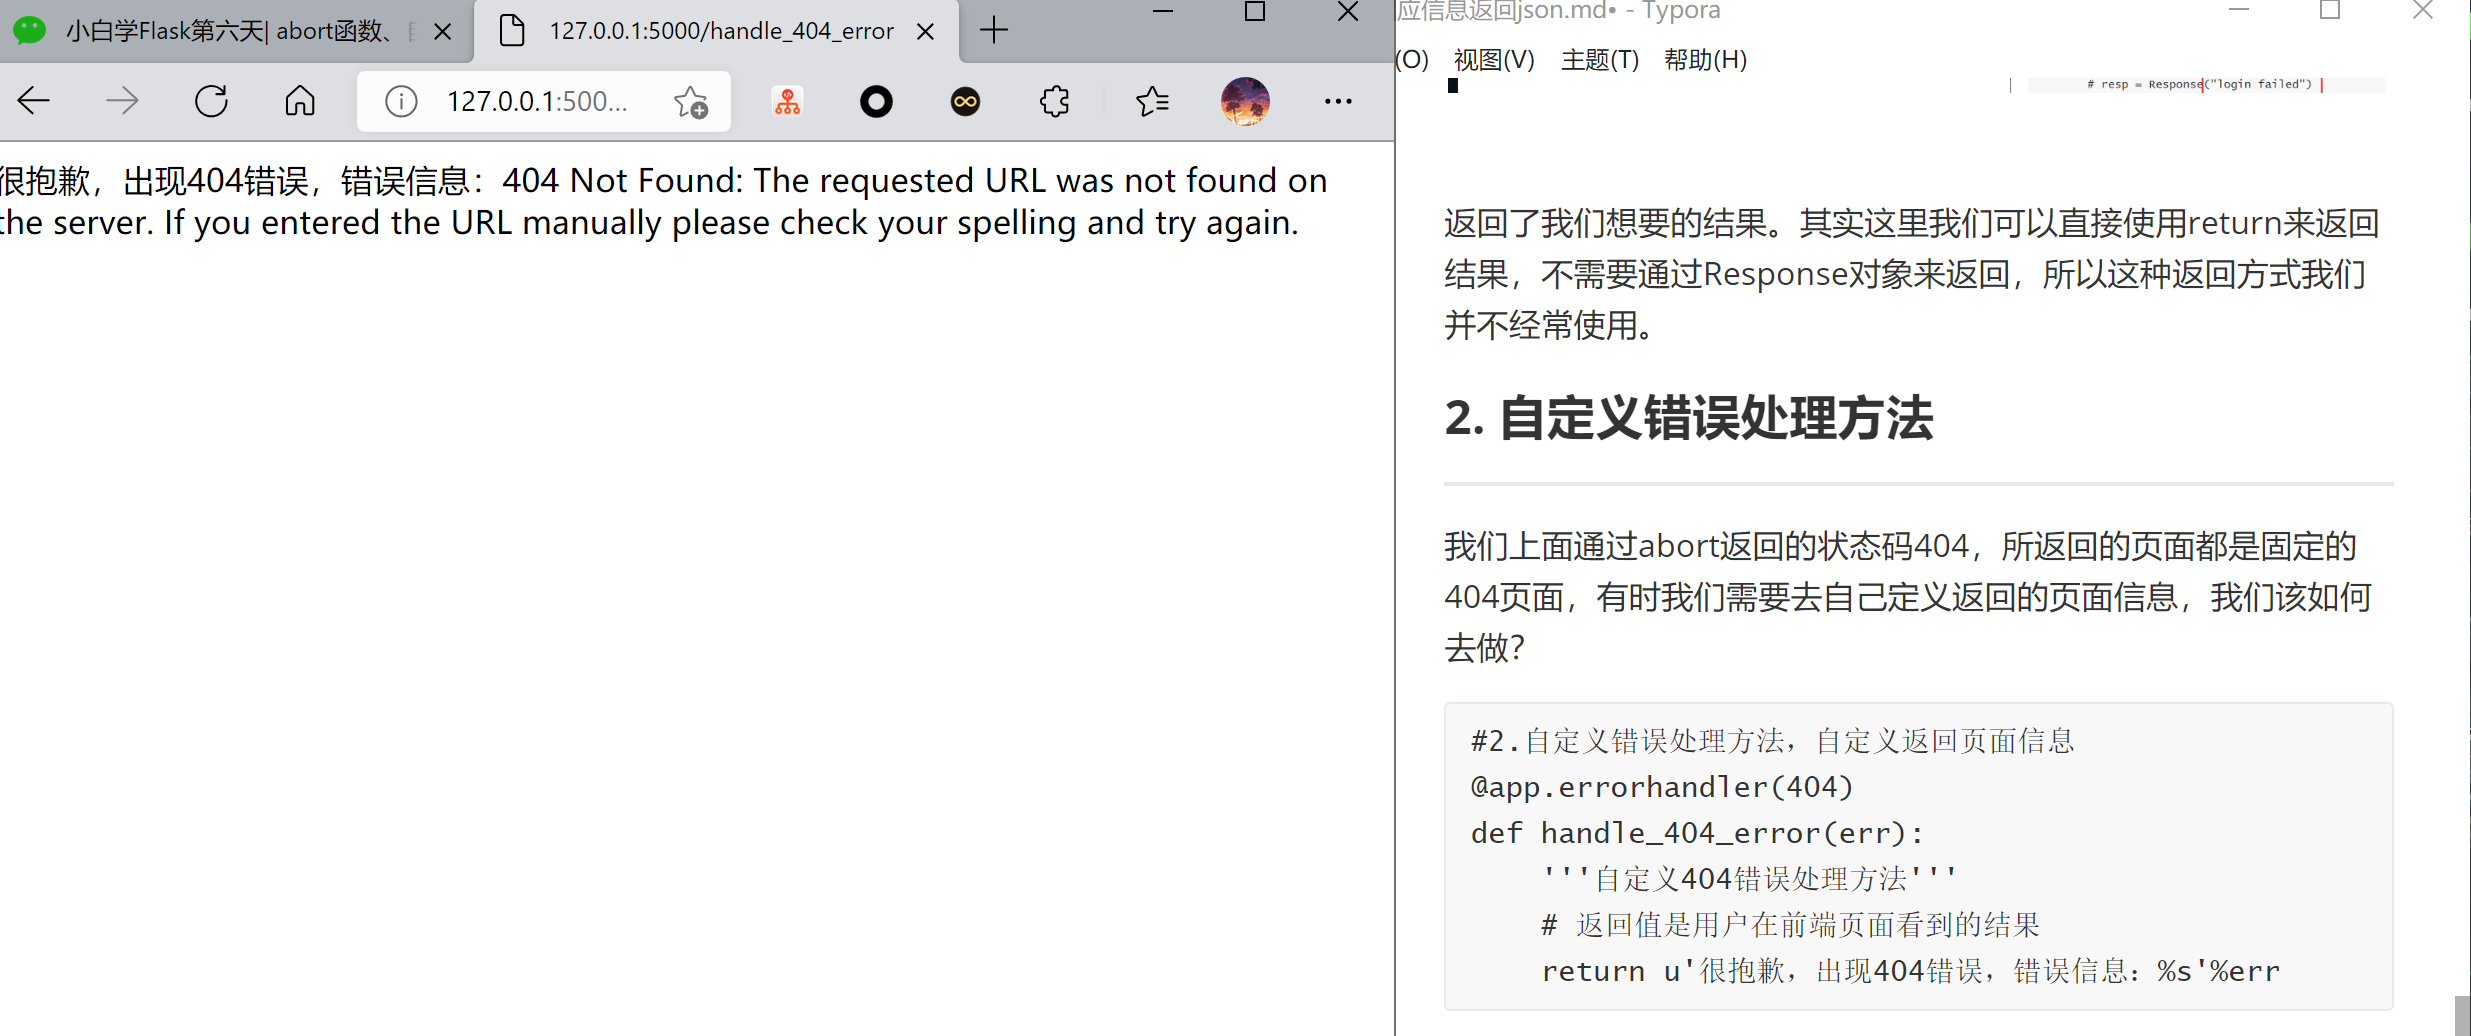 小白学Flask第六天| abort函数、
127.0.0.1:5000/handle_404_error
127.0.0.1:500...
很抱歉，出现404错误，错误信息：404 Not Found: The requested URL was not found on
the server. If you entered the URL manually please check your spelling and try again.
应信息返回json.md• - Typora
(O) 视图(V) 主题(T) 帮助(H)
# resp = Response("login failed")
返回了我们想要的结果。其实这里我们可以直接使用return来返回
结果，不需要通过Response对象来返回，所以这种返回方式我们
并不经常使用。
2. 自定义错误处理方法
我们上面通过abort返回的状态码404，所返回的页面都是固定的
404页面，有时我们需要去自己定义返回的页面信息，我们该如何
去做？
#2.自定义错误处理方法，自定义返回页面信息
@app.errorhandler(404)
def handle_404_error(err):
    '''自定义404错误处理方法'''
    # 返回值是用户在前端页面看到的结果
    return u'很抱歉，出现404错误，错误信息：%s'%err